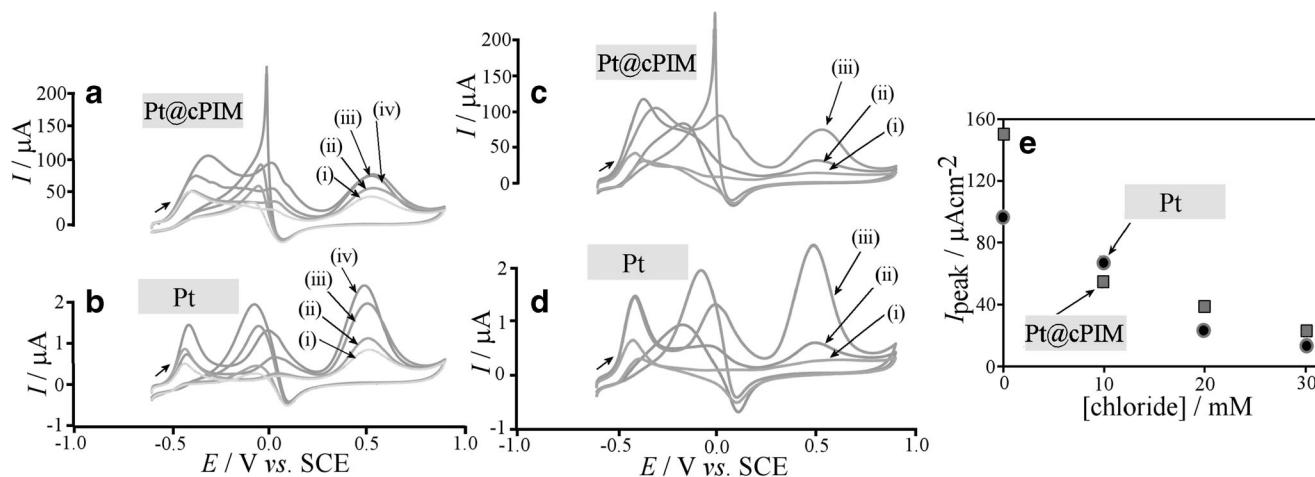 a
Pt@cPIM
I / µA
200
150
100
50
0
(i)
(ii)
(iii)
(iv)
b
Pt
I / µA
2
1
0
-1
(iv)
(iii)
(ii)
(i)
-1.0
-0.5
0.0
0.5
1.0
E / V vs. SCE
c
Pt@cPIM
I / µA
200
150
100
50
0
(iii)
(ii)
(i)
d
Pt
I / µA
2
1
0
-1
(iii)
(ii)
(i)
-1.0
-0.5
0.0
0.5
1.0
E / V vs. SCE
e
Ipeak / µAcm-2
160
120
80
40
0
Pt
Pt@cPIM
0
10
20
30
[chloride] / mM